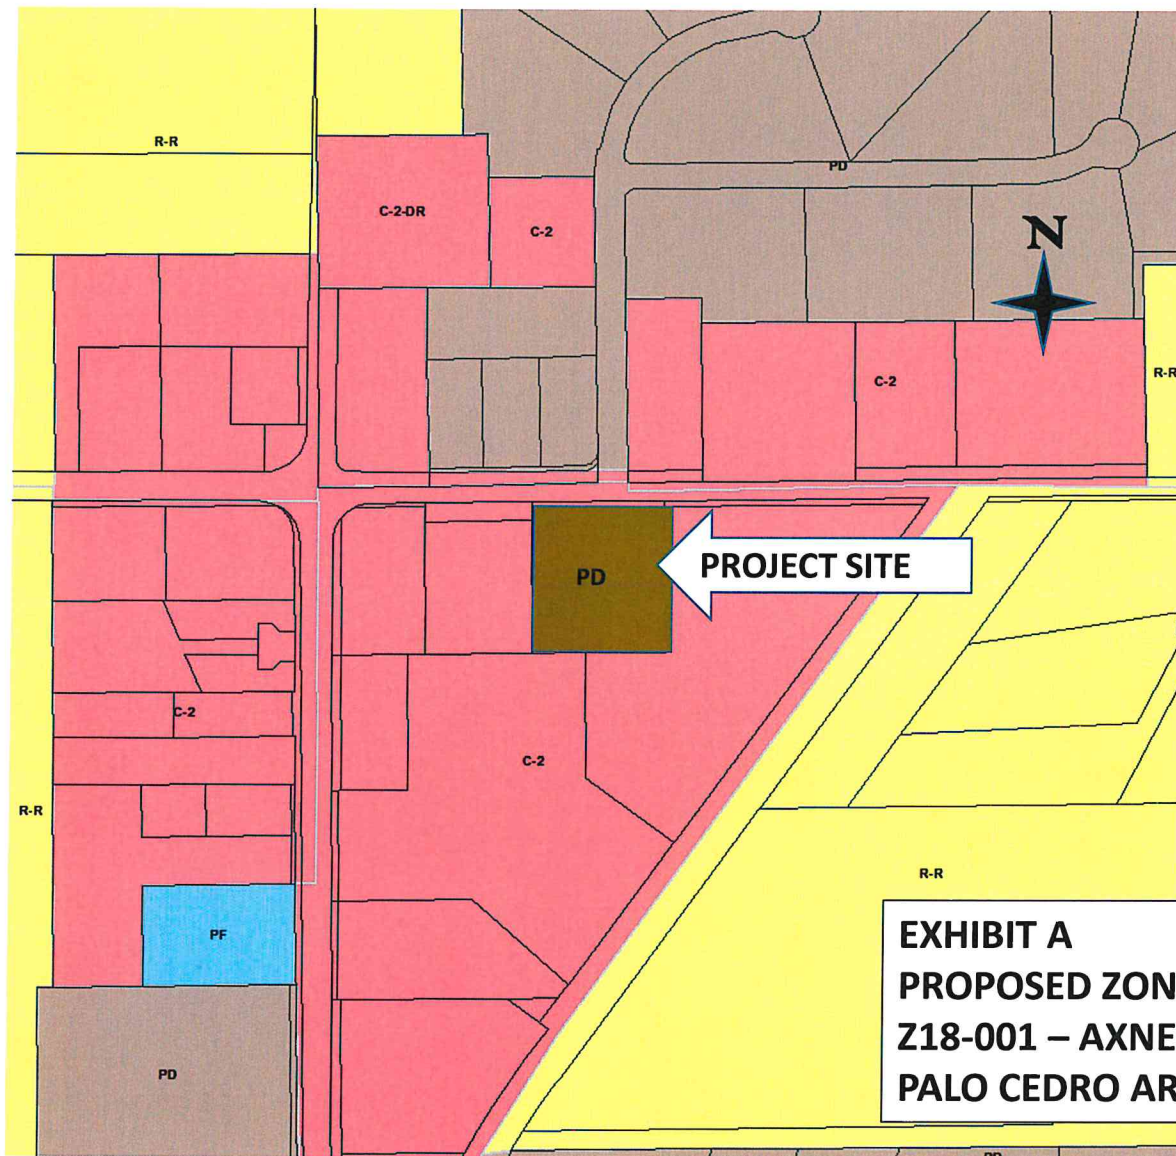 R-R
PD
C-2-DR
C-2
N
R-R
C-2
PROJECT SITE
PD
C-2
C-2
R-R
R-R
PF
EXHIBIT A
PROPOSED ZON
Z18-001 – AXNE
PALO CEDRO AR
PD
PD